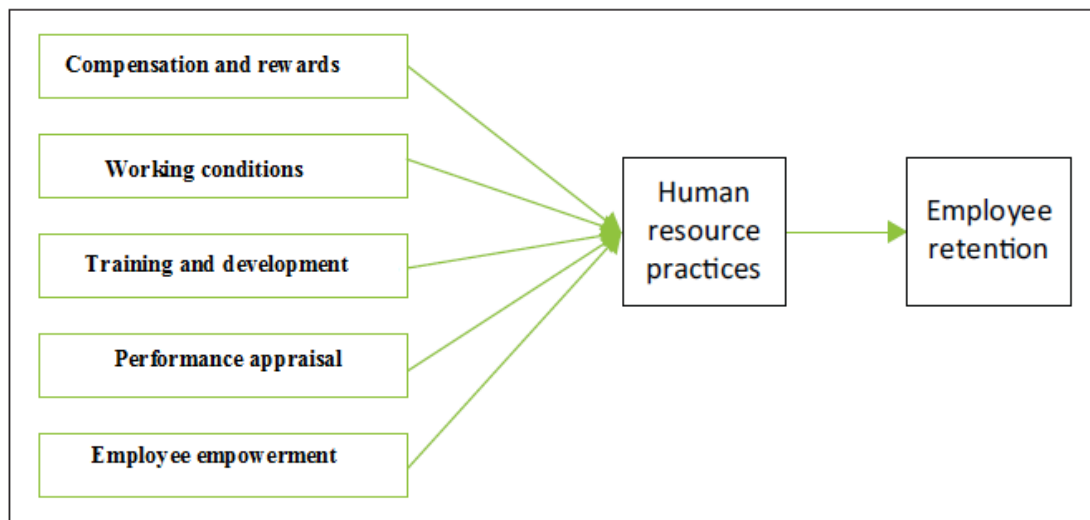 Compensation and rewards
Working conditions
Training and development
Performance appraisal
Employee empowerment
Human
resource
practices
Employee
retention